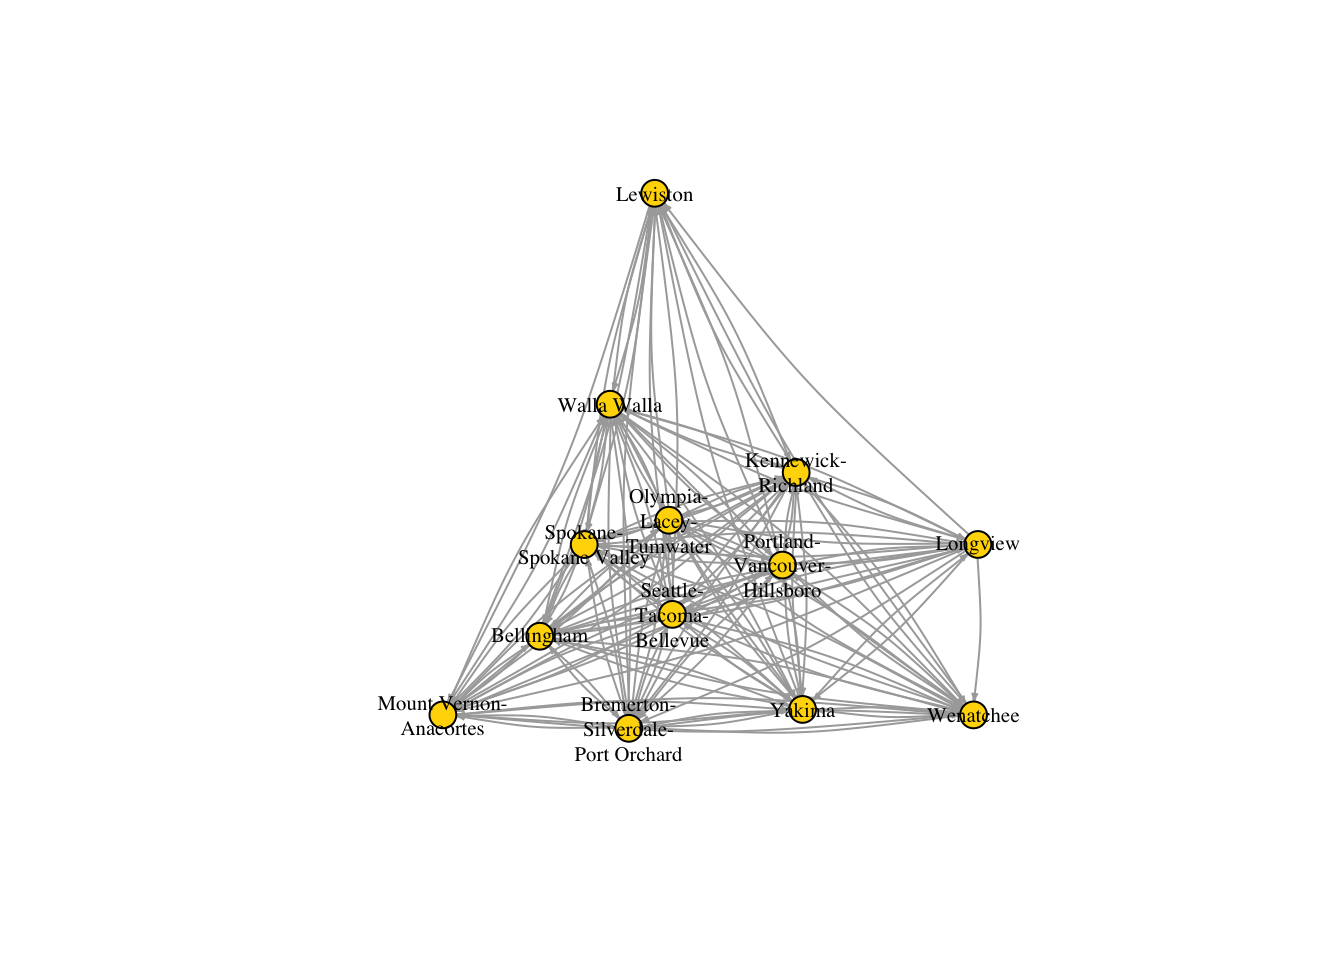 Lewiston
Walla Walla
Kennewick-
Richland
Olympia-
Lacey-
Tumwater
Spokane-
Spokane Valley
Portland-
Vancouver-
Hillsboro
Longview
Seattle-
Tacoma-
Bellevue
Bellingham
Mount Vernon-
Anacortes
Bremerton-
Silverdale-
Port Orchard
Yakima
Wenatchee